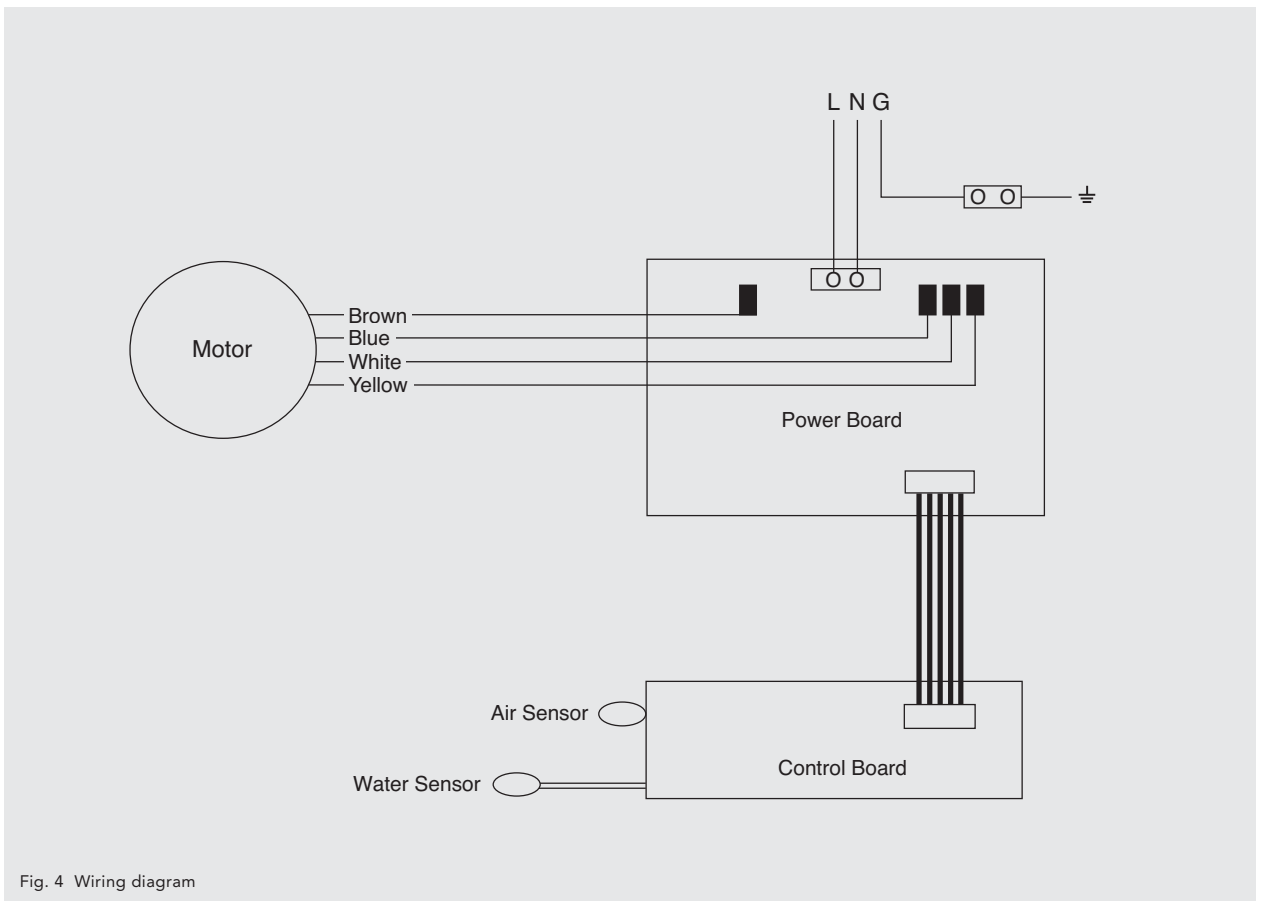 L N G
O O
O O
Brown
Blue
Motor
White
Yellow
Power Board
Air Sensor
Control Board
Water Sensor
Fig. 4 Wiring diagram